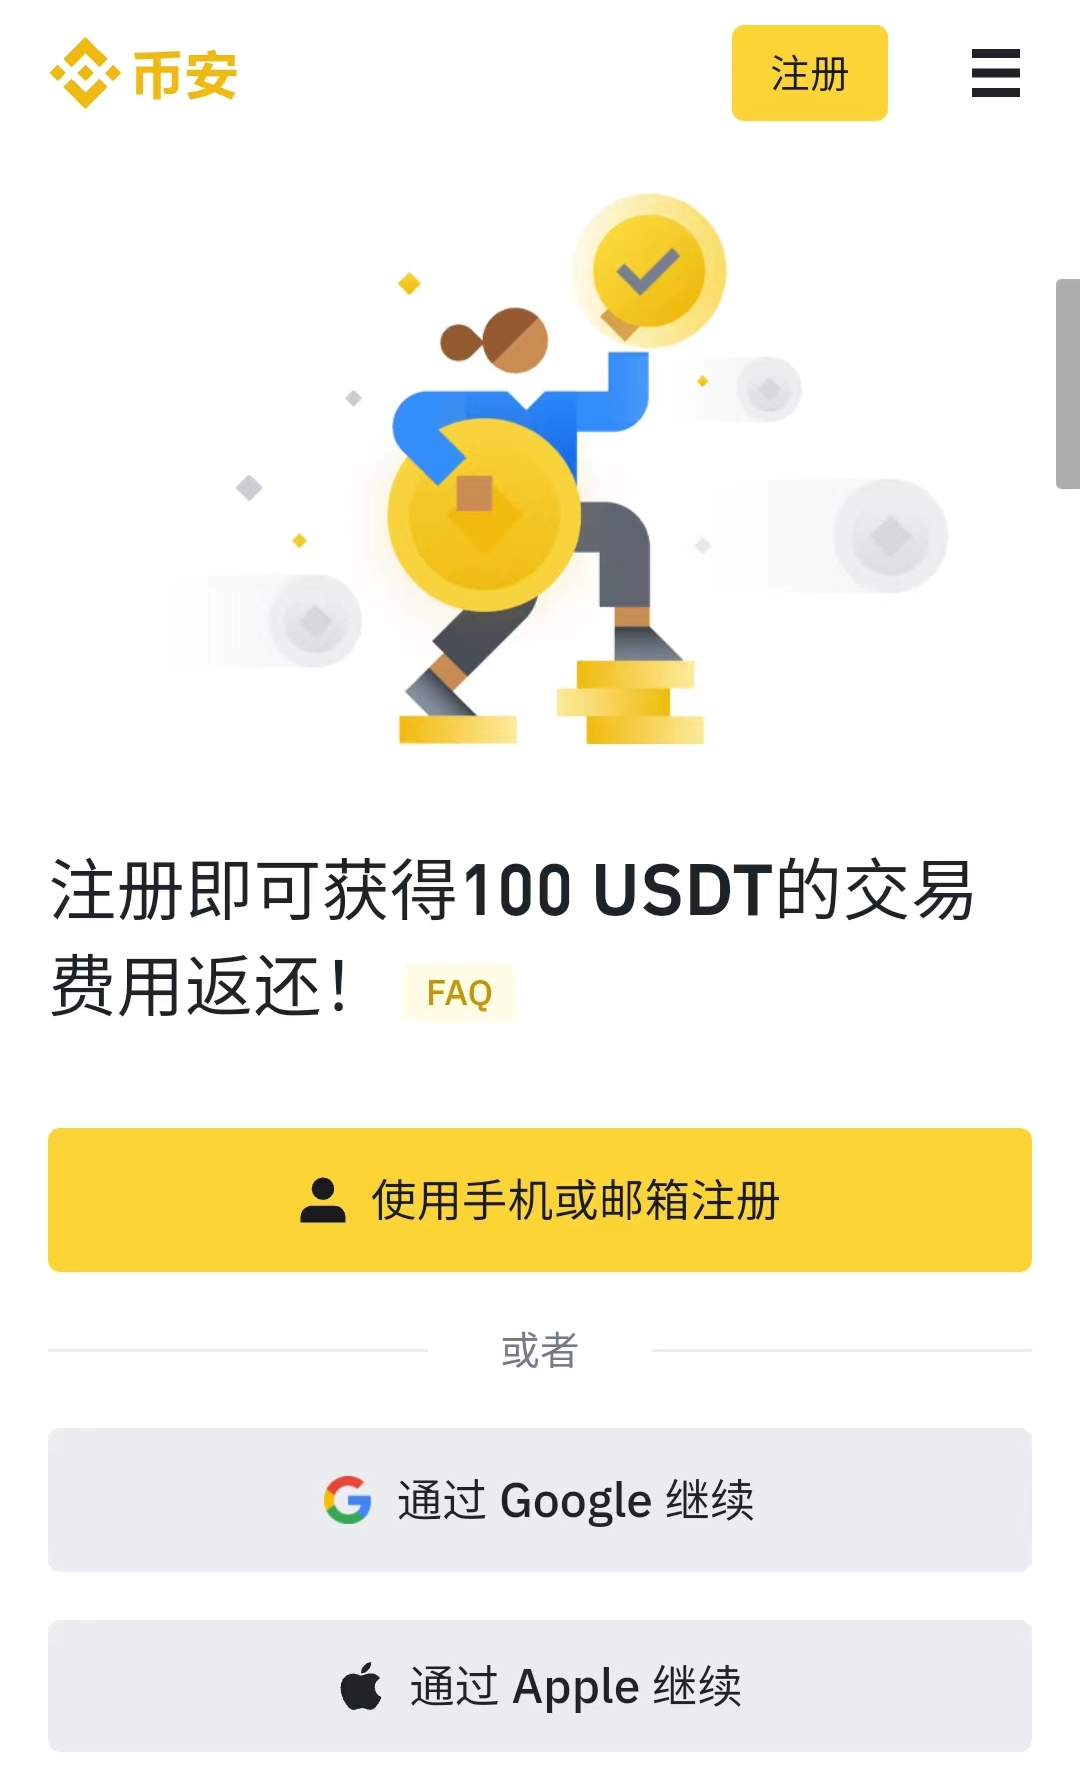 币安
注册
注册即可获得100 USDT的交易
费用返还！ FAQ
使用手机或邮箱注册
或者
通过 Google 继续
通过 Apple 继续